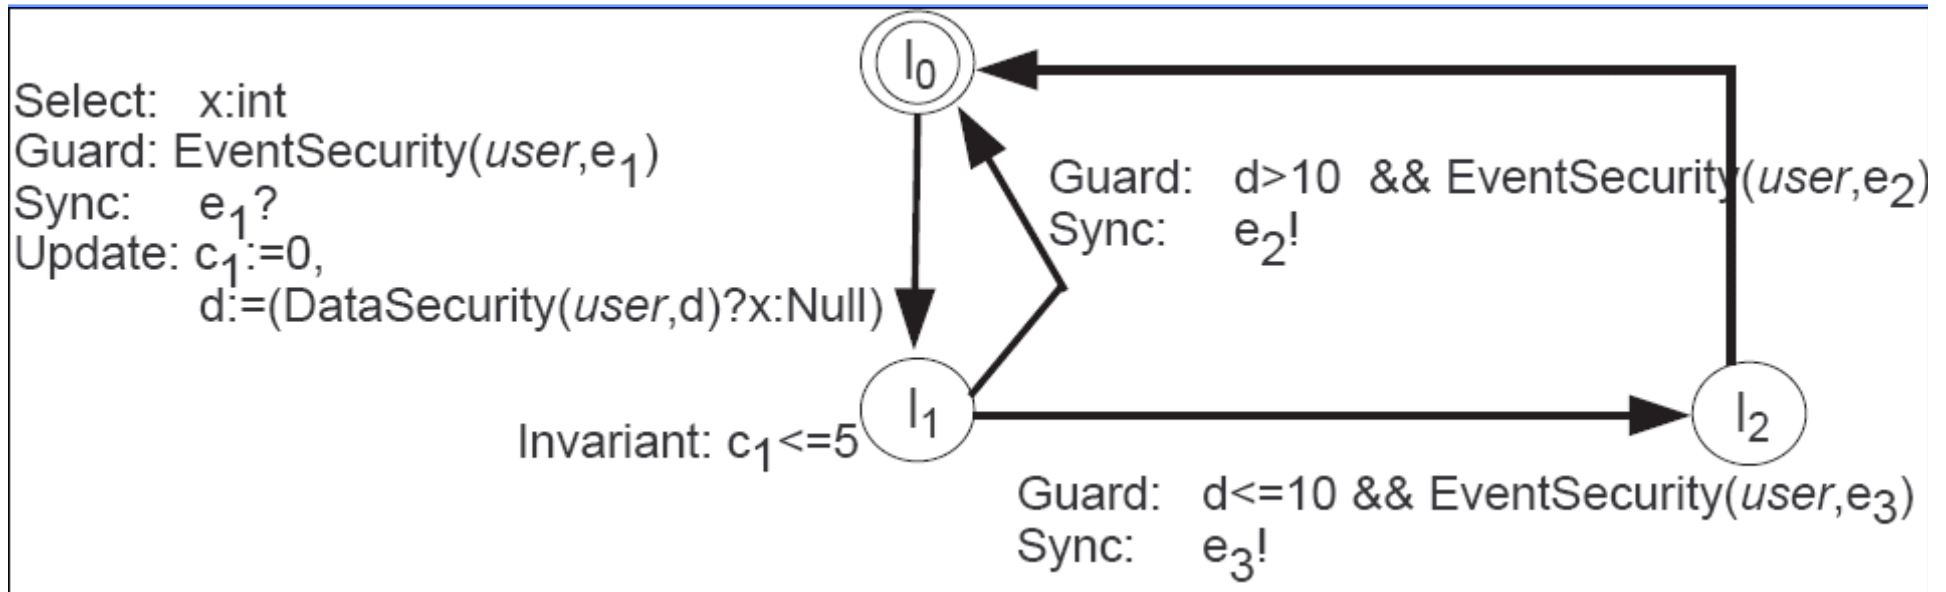 l0
Select: x:int
Guard: EventSecurity(user,e1)
Sync: e1?
Update: c1:=0,
d:=(DataSecurity(user,d)?x:Null)
Guard: d>10 && EventSecurity(user,e2)
Sync: e2!
l1
Invariant: c1<=5
l2
Guard: d<=10 && EventSecurity(user,e3)
Sync: e3!